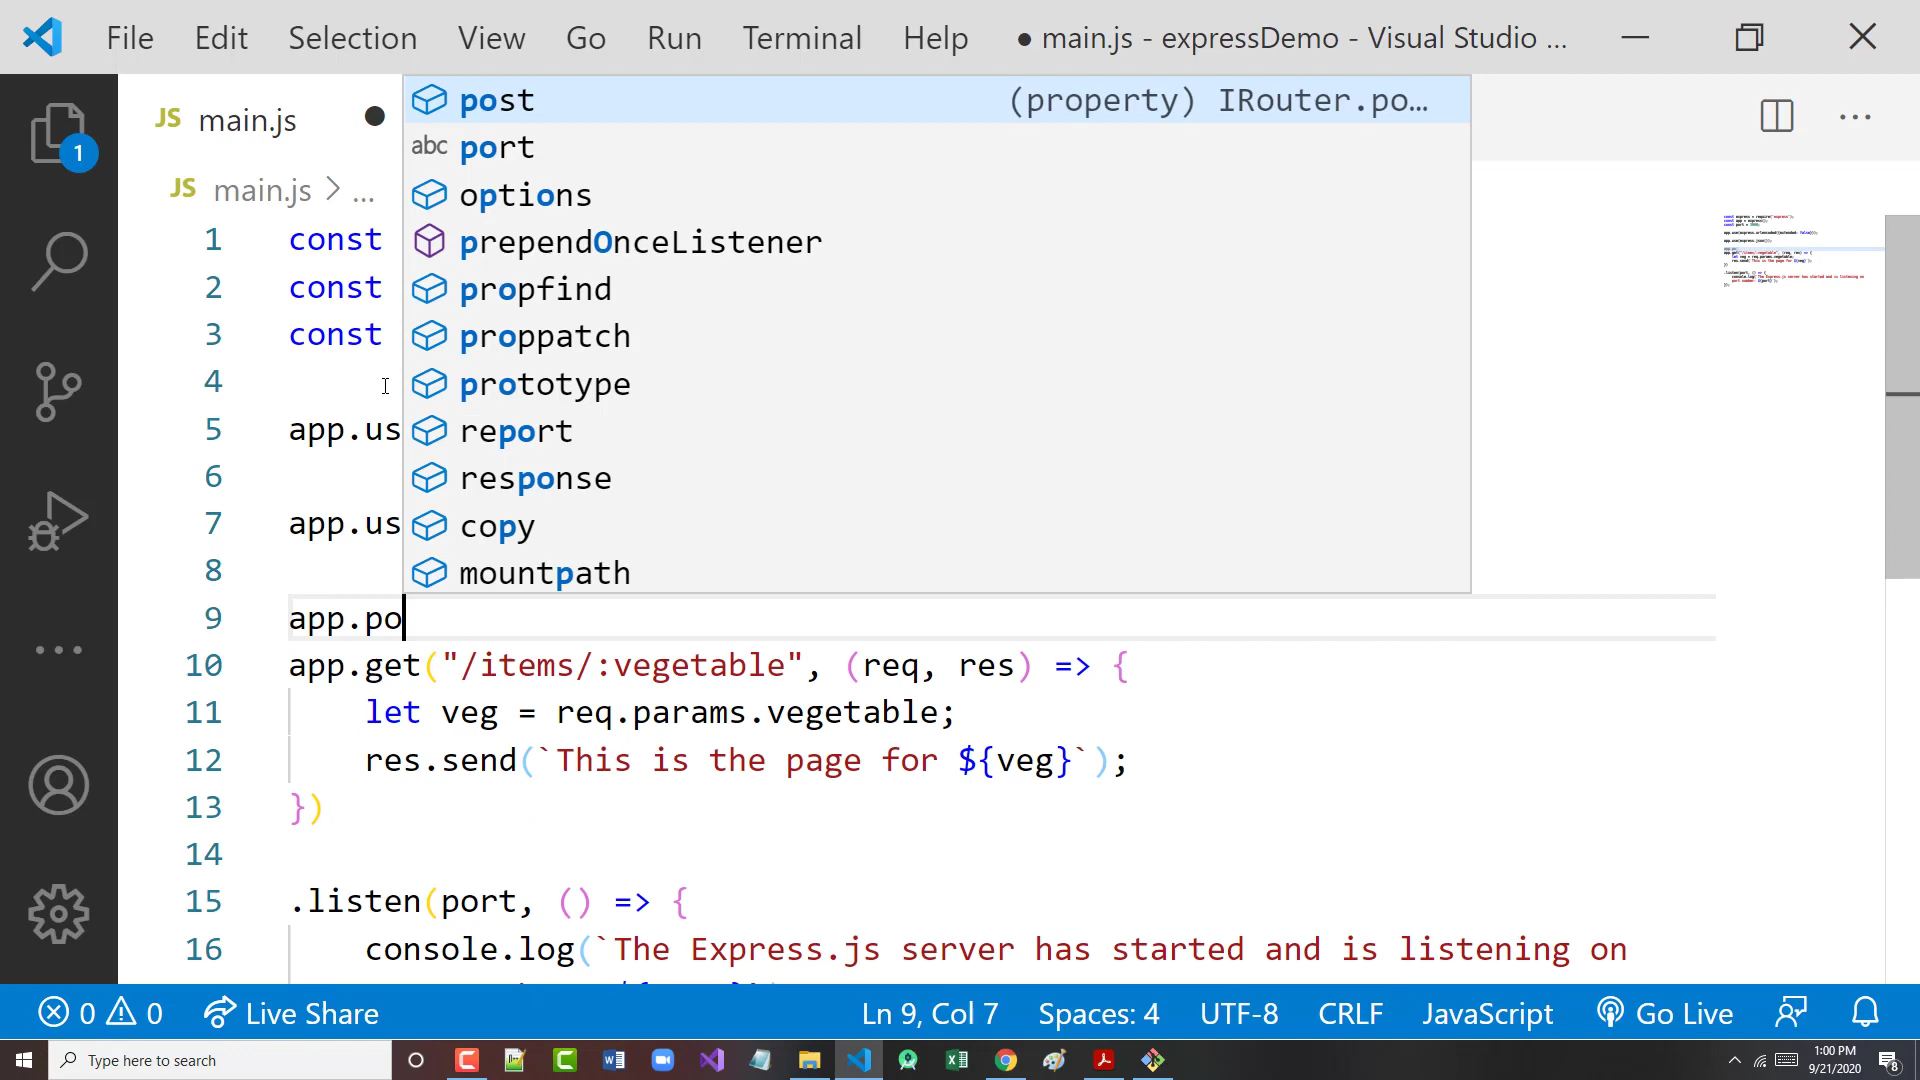 File Edit Selection View Go Run Terminal Help ● main.js - expressDemo - Visual Studio ...
JS main.js ●
JS main.js > ...
post (property) IRouter.po…
abc port
options
prependOnceListener
propfind
proppatch
prototype
report
response
copy
mountpath
1 const
2 const
3 const
4
5 app.us
6
7 app.us
8
9 app.po
10 app.get("/items/:vegetable", (req, res) => {
11 let veg = req.params.vegetable;
12 res.send(`This is the page for ${veg}`);
13 })
14
15 .listen(port, () => {
16 console.log(`The Express.js server has started and is listening on
1
0 0 Live Share Ln 9, Col 7 Spaces: 4 UTF-8 CRLF JavaScript Go Live
Type here to search
1:00 PM
9/21/2020
8